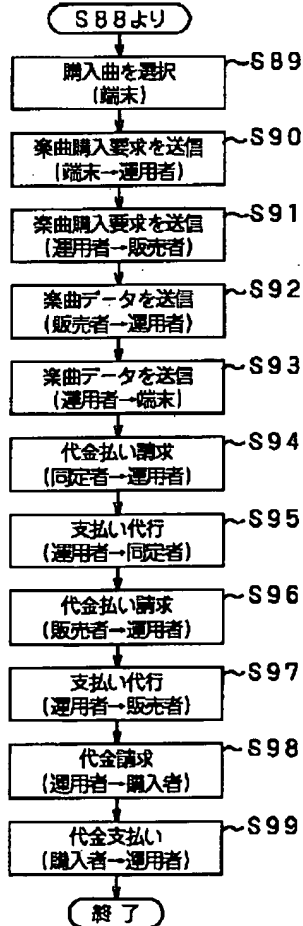 S88より
購入曲を選択
(端末)
S89
楽曲購入要求を送信
(端末→運用者)
S90
楽曲購入要求を送信
(運用者→販売者)
S91
楽曲データを送信
(販売者→運用者)
S92
楽曲データを送信
(運用者→端末)
S93
代金払い請求
(同定者→運用者)
S94
支払い代行
(運用者→同定者)
S95
代金払い請求
(販売者→運用者)
S96
支払い代行
(運用者→販売者)
S97
代金請求
(運用者→購入者)
S98
代金支払い
(購入者→運用者)
S99
終了